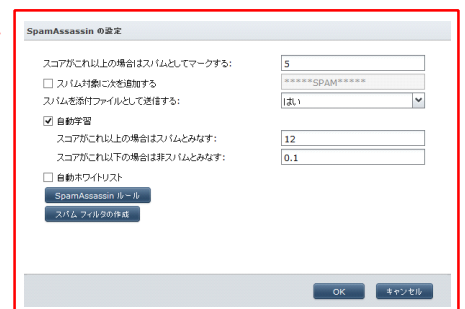 SpamAssassin の設定
スコアがこれ以上の場合はスパムとしてマークする: 5
スパム対象に次を追加する *****SPAM*****
スパムを添付ファイルとして送信する: はい
自動学習
スコアがこれ以上の場合はスパムとみなす: 12
スコアがこれ以下の場合は非スパムとみなす: 0.1
自動ホワイトリスト
SpamAssassin ルール
スパム フィルタの作成
OK キャンセル